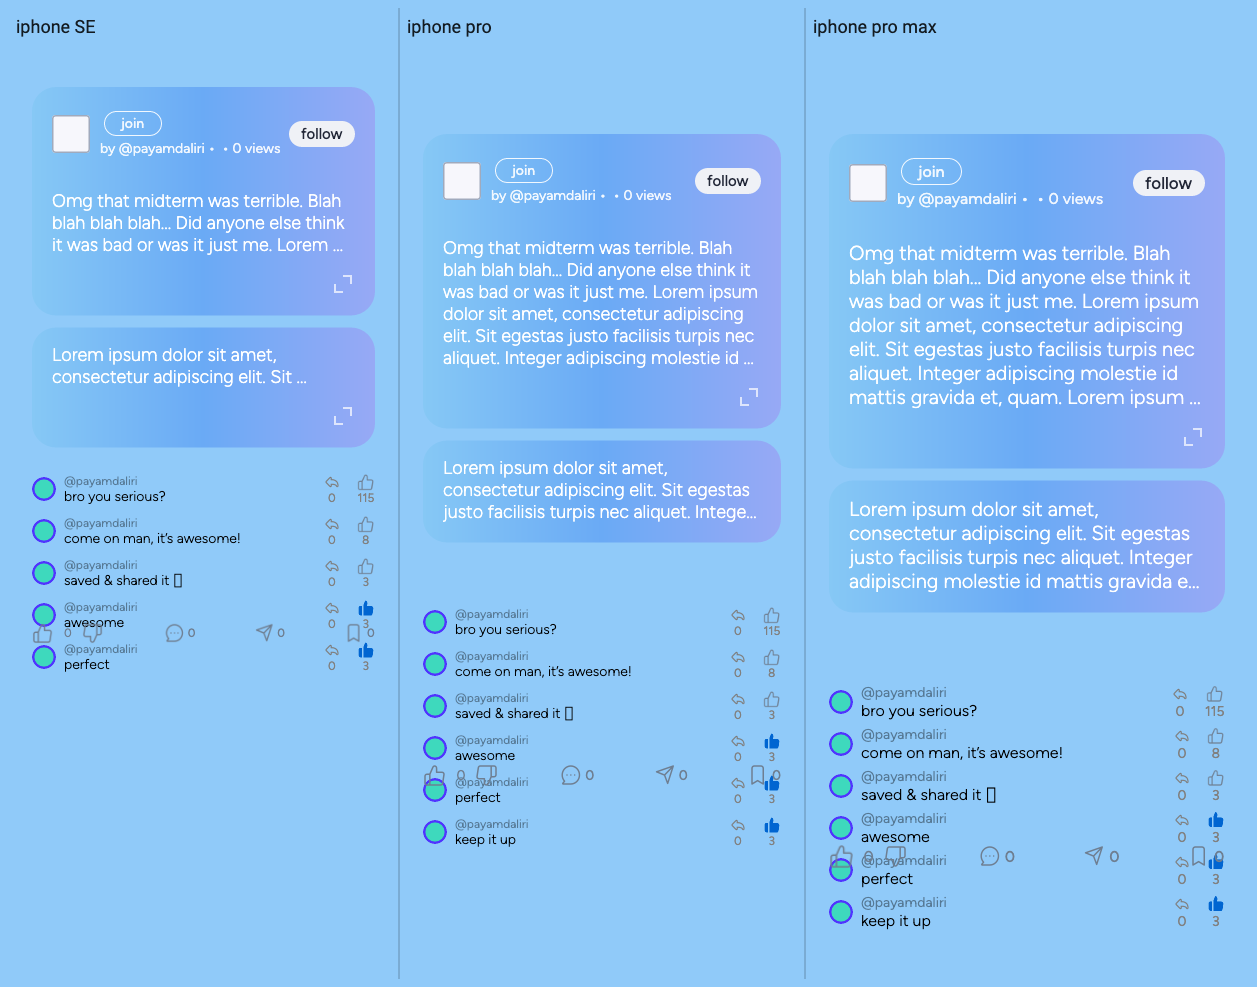 iphone SE
join
follow
by @payamdaliri • • 0 views
Omg that midterm was terrible. Blah
blah blah blah... Did anyone else think
it was bad or was it just me. Lorem ...
Lorem ipsum dolor sit amet,
consectetur adipiscing elit. Sit ...
@payamdaliri
bro you serious?
0 115
@payamdaliri
come on man, it's awesome!
0 8
@payamdaliri
saved & shared it
0 3
@payamdaliri
awesome
0 3
0 0 0 0
@payamdaliri
perfect
0 3
iphone pro
join
follow
by @payamdaliri • • 0 views
Omg that midterm was terrible. Blah
blah blah blah... Did anyone else think it
was bad or was it just me. Lorem ipsum
dolor sit amet, consectetur adipiscing
elit. Sit egestas justo facilisis turpis nec
aliquet. Integer adipiscing molestie id ...
Lorem ipsum dolor sit amet,
consectetur adipiscing elit. Sit egestas
justo facilisis turpis nec aliquet. Intege...
@payamdaliri
bro you serious?
0 115
@payamdaliri
come on man, it's awesome!
0 8
@payamdaliri
saved & shared it
0 3
@payamdaliri
awesome
0 3
0 0 0 0
@payamdaliri
perfect
0 3
@payamdaliri
keep it up
0 3
iphone pro max
join
follow
by @payamdaliri • • 0 views
Omg that midterm was terrible. Blah
blah blah blah... Did anyone else think it
was bad or was it just me. Lorem ipsum
dolor sit amet, consectetur adipiscing
elit. Sit egestas justo facilisis turpis nec
aliquet. Integer adipiscing molestie id
mattis gravida et, quam. Lorem ipsum ...
Lorem ipsum dolor sit amet,
consectetur adipiscing elit. Sit egestas
justo facilisis turpis nec aliquet. Integer
adipiscing molestie id mattis gravida e...
@payamdaliri
bro you serious?
0 115
@payamdaliri
come on man, it's awesome!
0 8
@payamdaliri
saved & shared it
0 3
@payamdaliri
awesome
0 3
0 0 0 0
@payamdaliri
perfect
0 3
@payamdaliri
keep it up
0 3